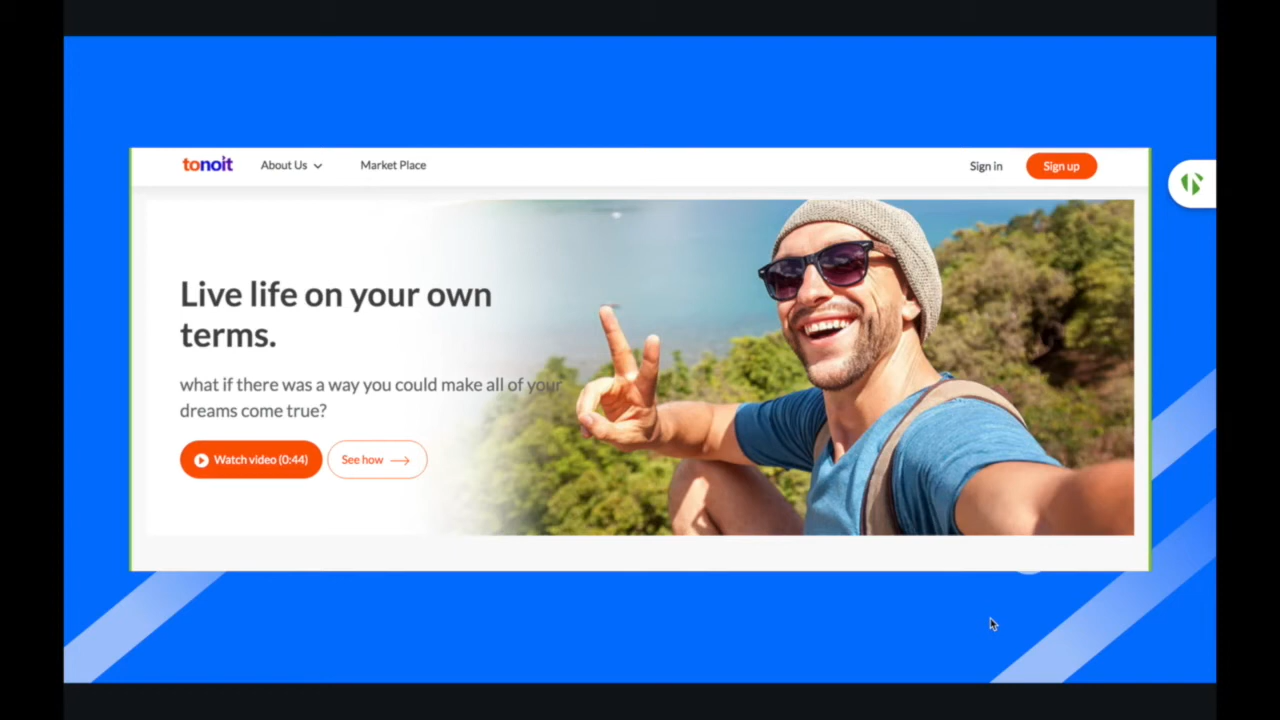 tonoit
About Us
Market Place
Sign in
Sign up
Live life on your own
terms.
what if there was a way you could make all of your
dreams come true?
Watch video (0:44)
See how